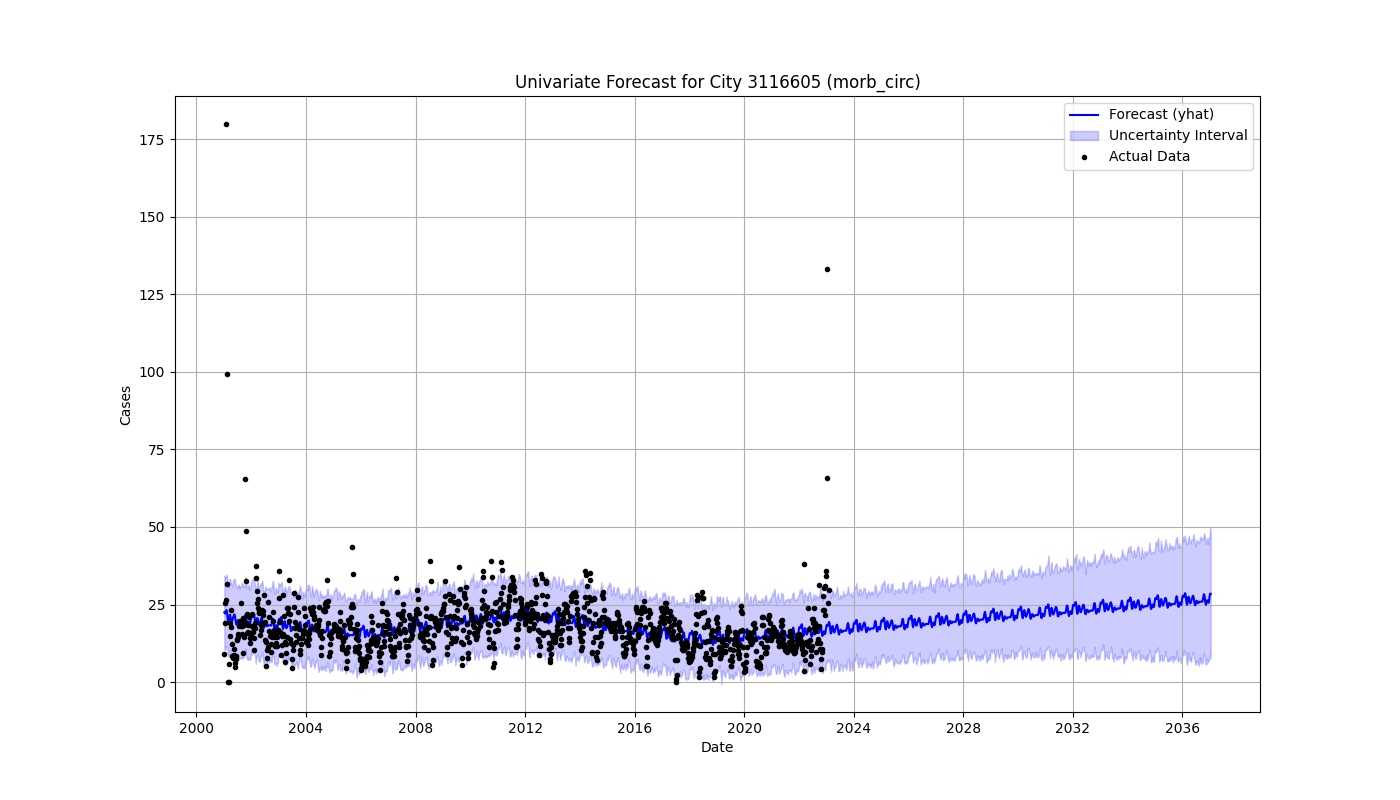 Univariate Forecast for City 3116605 (morb_circ)
Forecast (yhat)
Uncertainty Interval
Actual Data
175
150
125
100
75
50
25
0
Cases
2000 2004 2008 2012 2016 2020 2024 2028 2032 2036
Date